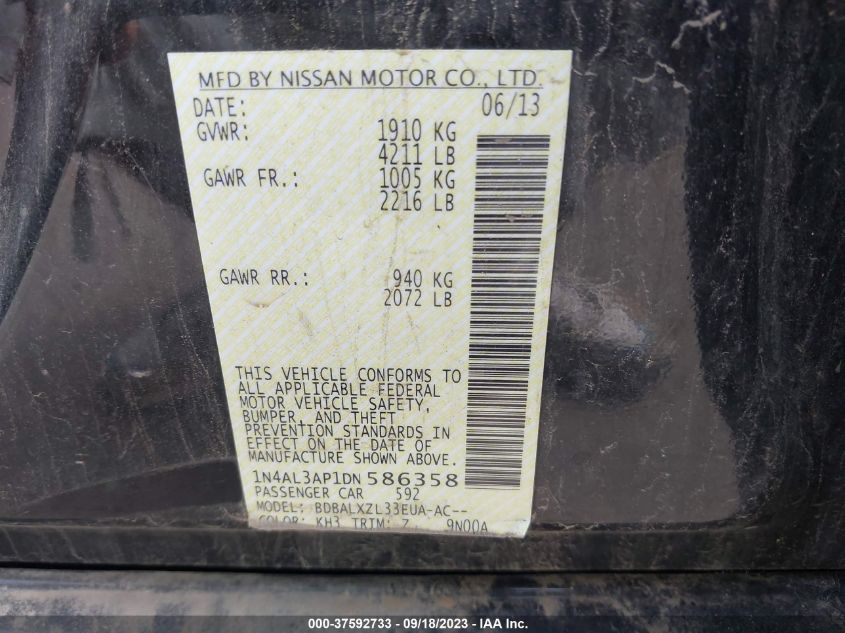 MFD BY NISSAN MOTOR CO., LTD.
DATE: 06/13
GVWR: 1910 KG
4211 LB
GAWR FR.: 1005 KG
2216 LB
GAWR RR.: 940 KG
2072 LB
THIS VEHICLE CONFORMS TO
ALL APPLICABLE FEDERAL
MOTOR VEHICLE SAFETY,
BUMPER, AND THEFT
PREVENTION STANDARDS IN
EFFECT ON THE DATE OF
MANUFACTURE SHOWN ABOVE.
1N4AL3AP1DN586358
PASSENGER CAR 592
MODEL: BDBALXZL33EUA-AC--
COLOR: KH3 TRIM: Z 9N00A
000-37592733 - 09/18/2023 - IAA Inc.